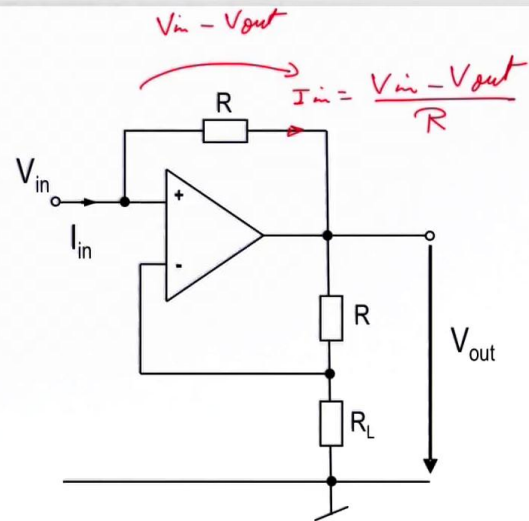 Vin - Vout
R
Iin = Vin - Vout
R
Vin
+
Iin
-
R
Vout
RL